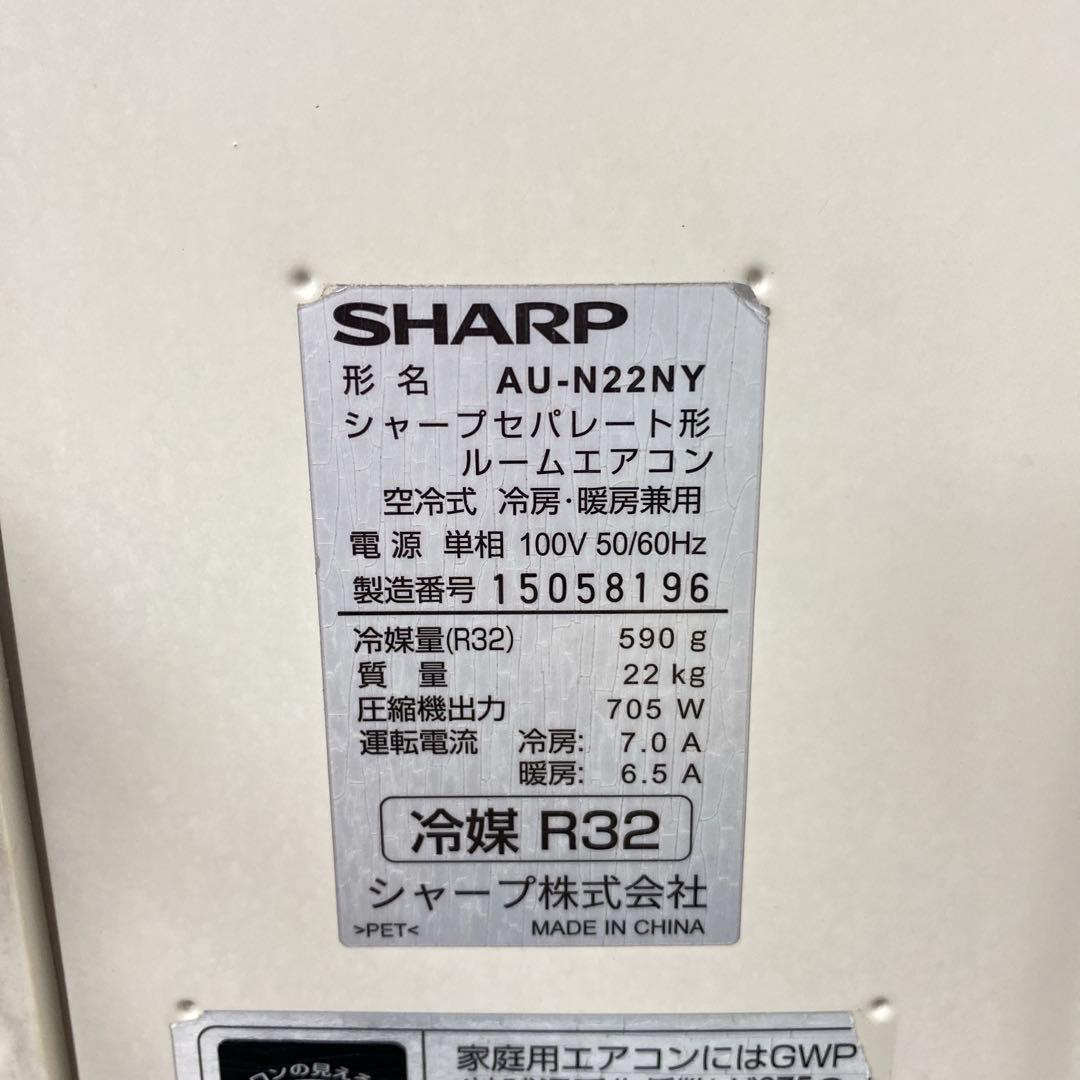 SHARP
形名 AU-N22NY
シャープセパレート形
ルームエアコン
空冷式 冷房・暖房兼用
電源 単相 100V 50/60Hz
製造番号 15058196
冷媒量(R32) 590 g
質量 22 kg
圧縮機出力 705 W
運転電流 冷房: 7.0 A
暖房: 6.5 A
冷媒 R32
シャープ株式会社
>PET< MADE IN CHINA
家庭用エアコンにはGWP